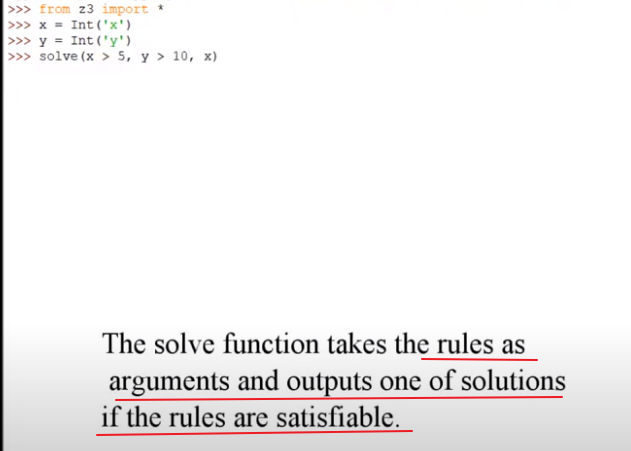 >>> from z3 import *
>>> x = Int('x')
>>> y = Int('y')
>>> solve(x > 5, y > 10, x)
The solve function takes the rules as
arguments and outputs one of solutions
if the rules are satisfiable.